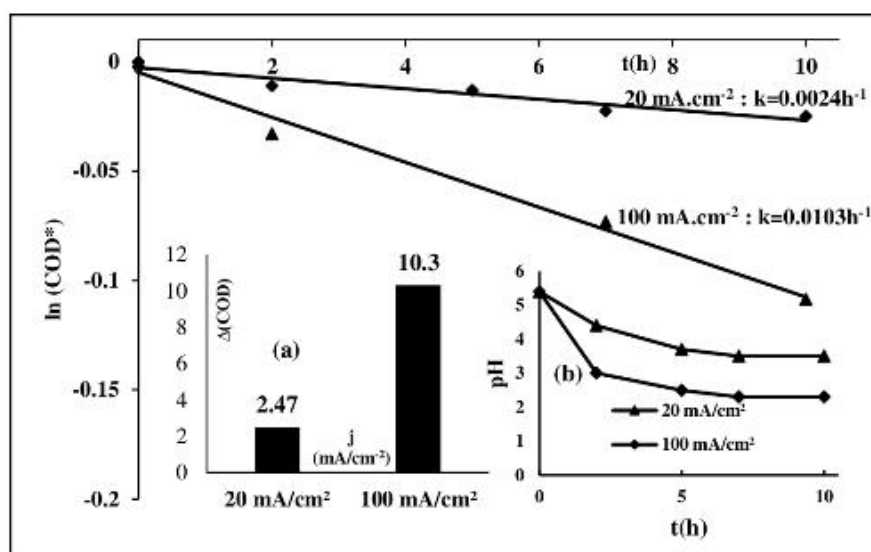 0
2
4
6
8
10
t(h)
20 mA.cm-2 : k=0.0024h-1
-0.05
100 mA.cm-2 : k=0.0103h-1
ln (COD*)
-0.1
-0.15
-0.2
12
10
8
6
4
2
0
Δ(COD)
(a)
10.3
2.47
j
(mA/cm-2)
20 mA/cm2
100 mA/cm2
6
5
4
3
2
1
0
pH
(b)
20 mA/cm2
100 mA/cm2
0
5
10
t(h)